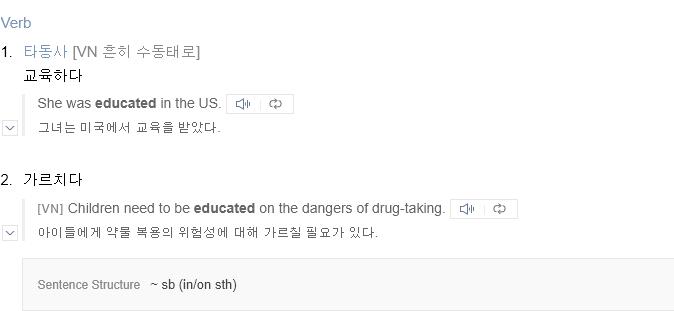 Verb
1. 타동사 [VN 흔히 수동태로]
교육하다
She was educated in the US.
그녀는 미국에서 교육을 받았다.
2. 가르치다
[VN] Children need to be educated on the dangers of drug-taking.
아이들에게 약물 복용의 위험성에 대해 가르칠 필요가 있다.
Sentence Structure ~ sb (in/on sth)